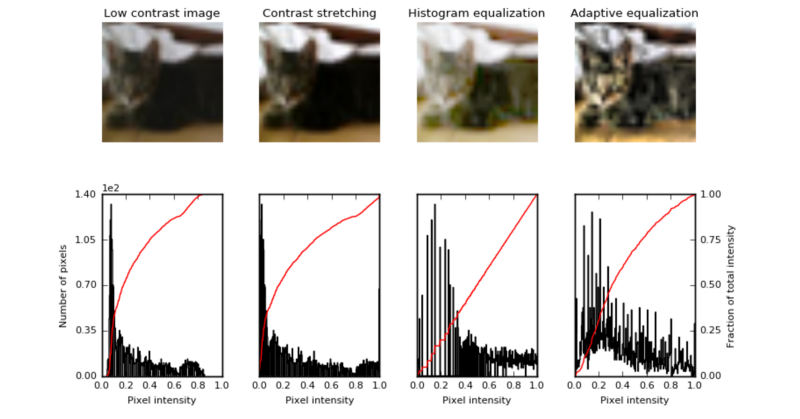 Low contrast image
Contrast stretching
Histogram equalization
Adaptive equalization
1e2
1.40
1.05
0.70
0.35
0.00
Number of pixels
0.0 0.2 0.4 0.6 0.8 1.0
Pixel intensity
0.0 0.2 0.4 0.6 0.8 1.0
Pixel intensity
0.0 0.2 0.4 0.6 0.8 1.0
Pixel intensity
0.0 0.2 0.4 0.6 0.8 1.0
Pixel intensity
1.00
0.75
0.50
0.25
0.00
Fraction of total intensity